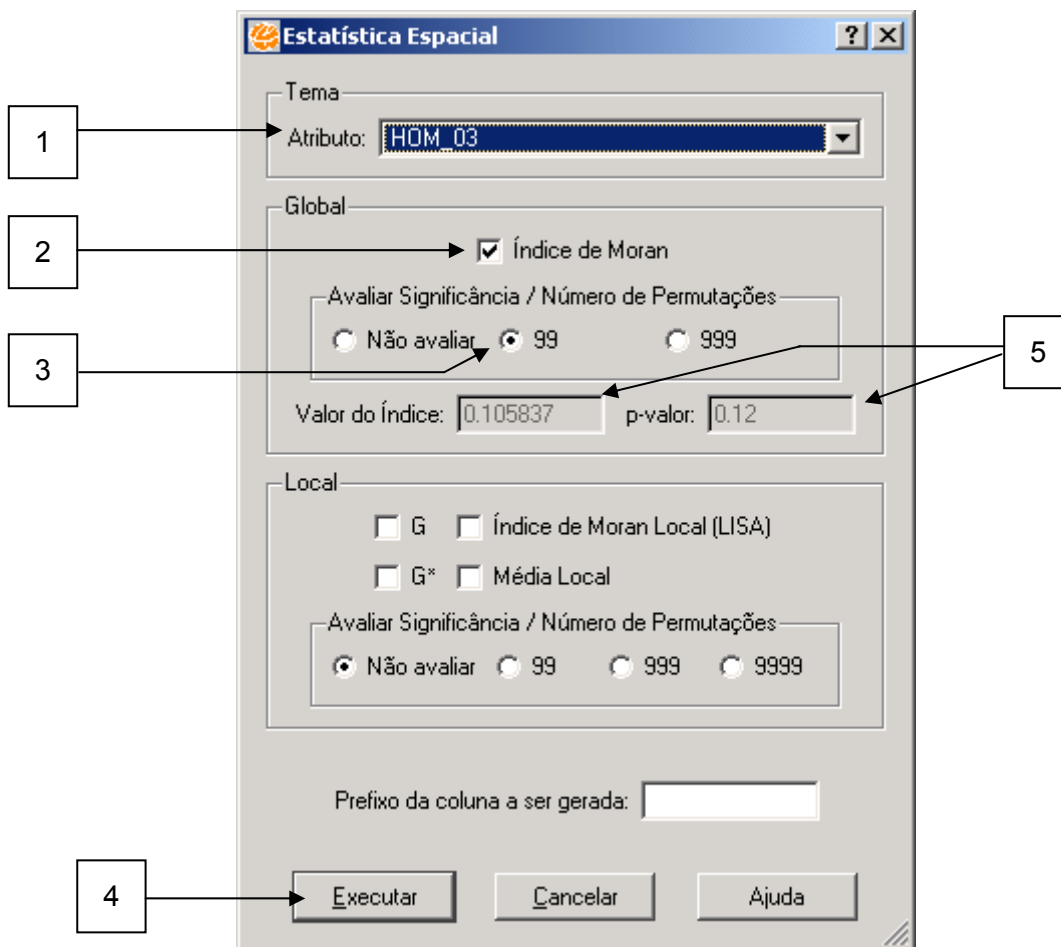 Estatística Espacial
Tema
1
Atributo: HOM_03
Global
2
Índice de Moran
Avaliar Significância / Número de Permutações
3
Não avaliar 99 999
5
Valor do Índice: 0.105837 p-valor: 0.12
Local
G Índice de Moran Local (LISA)
G* Média Local
Avaliar Significância / Número de Permutações
Não avaliar 99 999 9999
Prefixo da coluna a ser gerada:
4
Executar Cancelar Ajuda